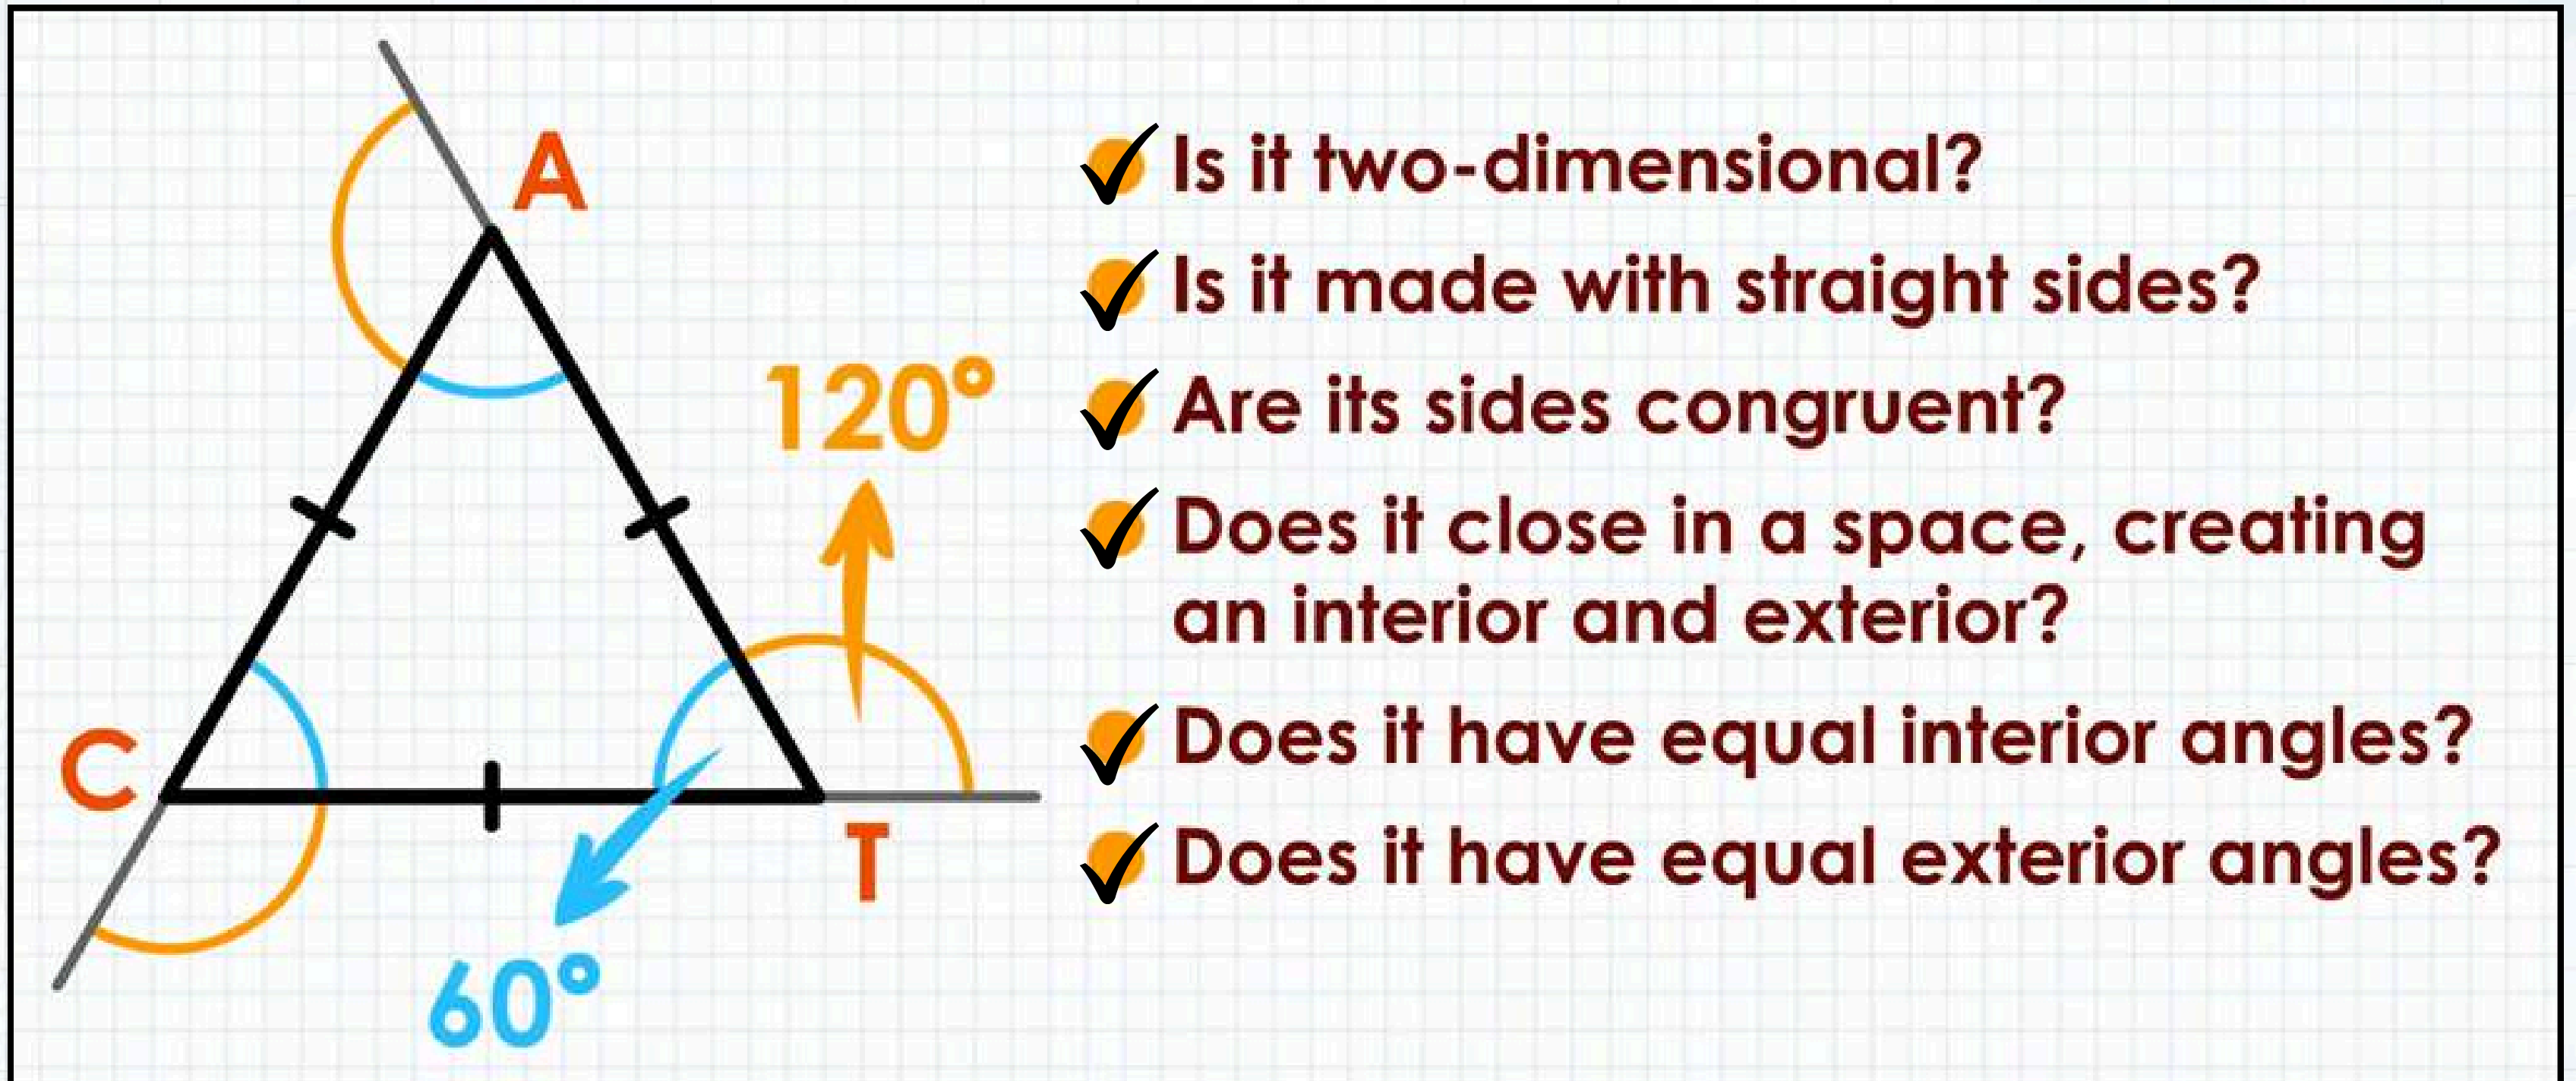 A
Is it two-dimensional?
Is it made with straight sides?
120°
Are its sides congruent?
Does it close in a space, creating
an interior and exterior?
C
Does it have equal interior angles?
T
Does it have equal exterior angles?
60°